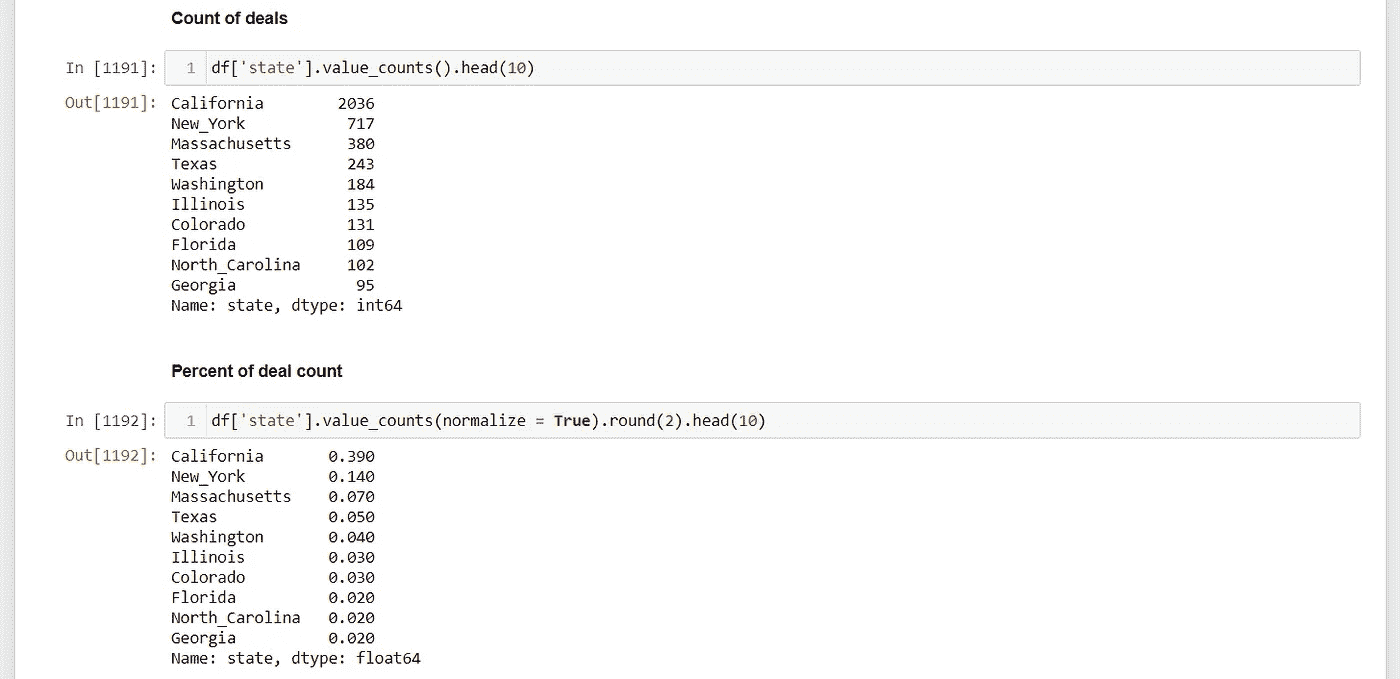 Count of deals
In [1191]: 1 df['state'].value_counts().head(10)
Out[1191]: California 2036
New_York 717
Massachusetts 380
Texas 243
Washington 184
Illinois 135
Colorado 131
Florida 109
North_Carolina 102
Georgia 95
Name: state, dtype: int64
Percent of deal count
In [1192]: 1 df['state'].value_counts(normalize = True).round(2).head(10)
Out[1192]: California 0.390
New_York 0.140
Massachusetts 0.070
Texas 0.050
Washington 0.040
Illinois 0.030
Colorado 0.030
Florida 0.020
North_Carolina 0.020
Georgia 0.020
Name: state, dtype: float64